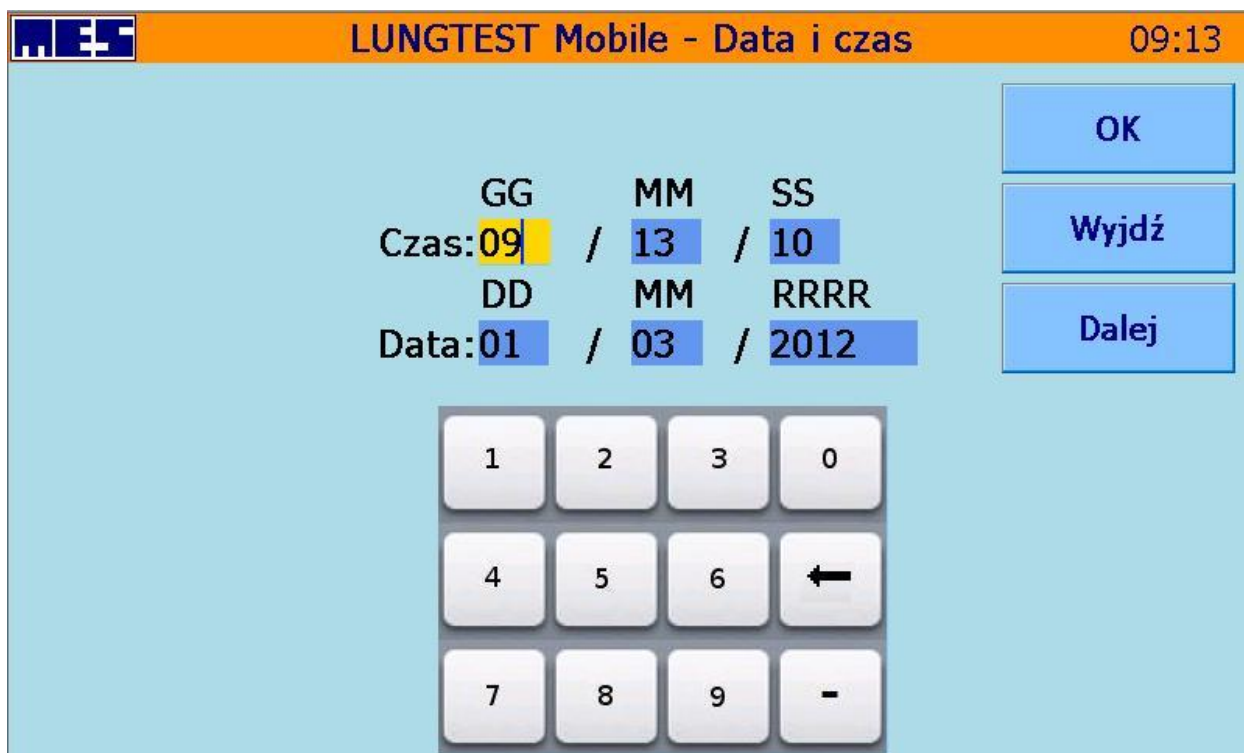 MES LUNGTEST Mobile - Data i czas 09:13
OK
GG MM SS
Czas: 09 / 13 / 10
Wyjdź
DD MM RRRR
Data: 01 / 03 / 2012
Dalej
1 2 3 0
4 5 6 ←
7 8 9 -